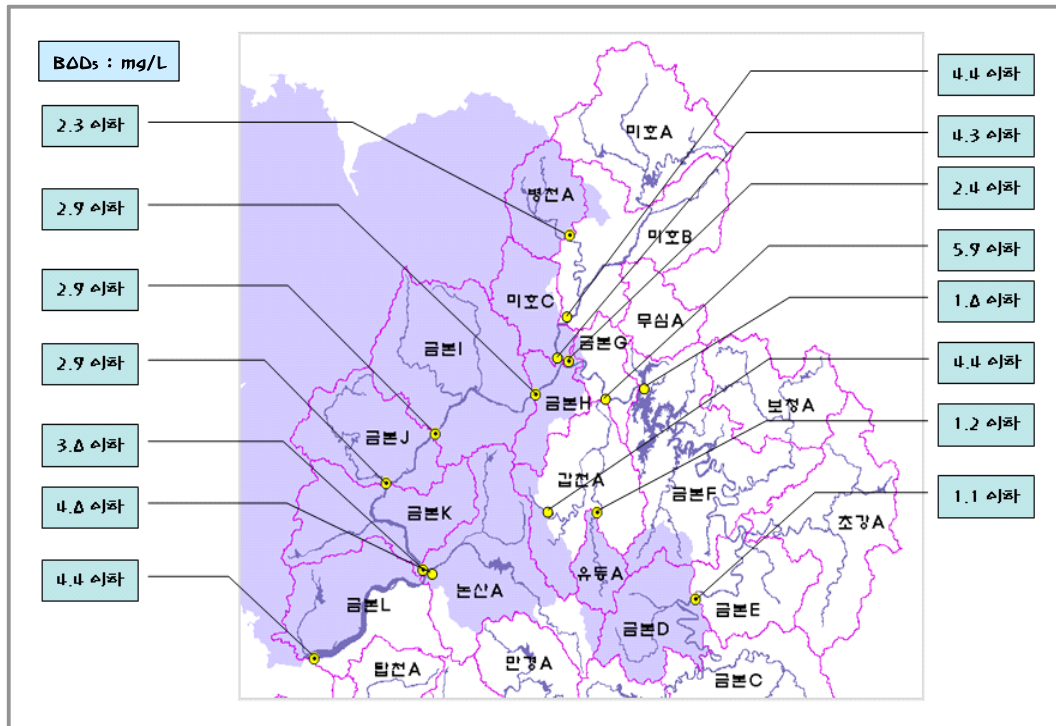 BOD5 : mg/L
2.3 이하
2.9 이하
2.9 이하
2.9 이하
3.0 이하
4.0 이하
4.4 이하
미호A
병천A
미호B
미호C
무심A
금본G
금본I
금본H
보청A
금본J
갑천A
금본F
금본K
초강A
유등A
논산A
금본L
금본E
금본D
탑천A
만경A
금본C
4.4 이하
4.3 이하
2.4 이하
5.9 이하
1.0 이하
4.4 이하
1.2 이하
1.1 이하